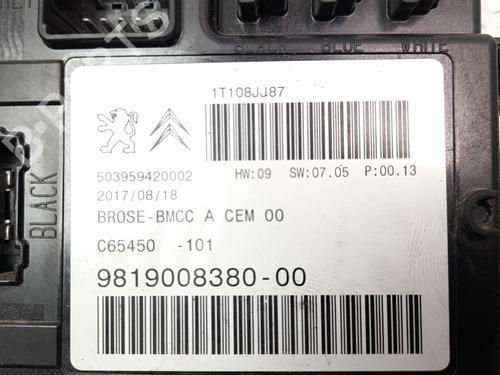 BLACK BLUE WHITE
1T108JJ87
503959420002 HW:09 SW:07.05 P:00.13
2017/08/18
BROSE-BMCC A CEM 00
C65450 -101
9819008380-00
BLACK